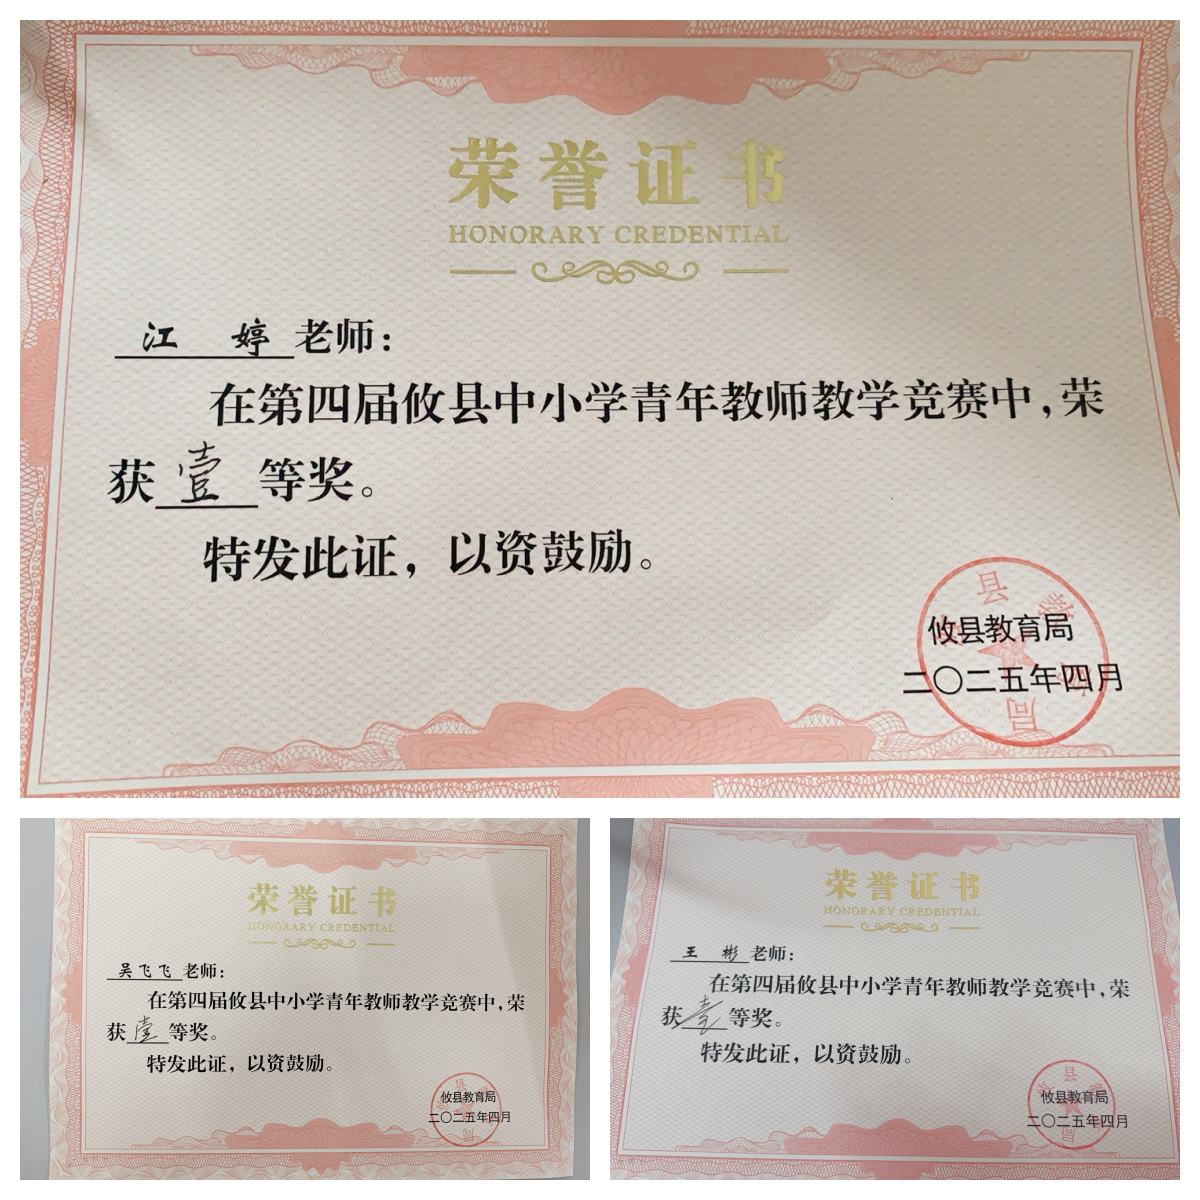 荣誉证书
HONORARY CREDENTIAL
江 婷 老师：
在第四届攸县中小学青年教师教学竞赛中，荣
获壹等奖。
特发此证，以资鼓励。
攸县教育局
二〇二五年四月
荣誉证书
HONORARY CREDENTIAL
吴飞飞 老师：
在第四届攸县中小学青年教师教学竞赛中，荣
获壹等奖。
特发此证，以资鼓励。
攸县教育局
二〇二五年四月
荣誉证书
HONORARY CREDENTIAL
王 彬 老师：
在第四届攸县中小学青年教师教学竞赛中，荣
获壹等奖。
特发此证，以资鼓励。
攸县教育局
二〇二五年四月